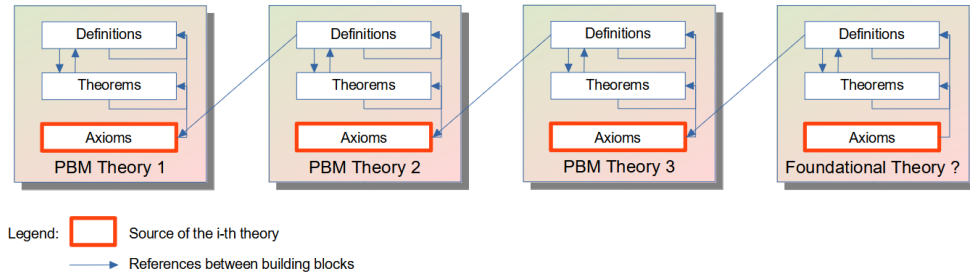 Definitions
Theorems
Axioms
PBM Theory 1
Definitions
Theorems
Axioms
PBM Theory 2
Definitions
Theorems
Axioms
PBM Theory 3
Definitions
Theorems
Axioms
Foundational Theory ?
Legend:
Source of the i-th theory
References between building blocks